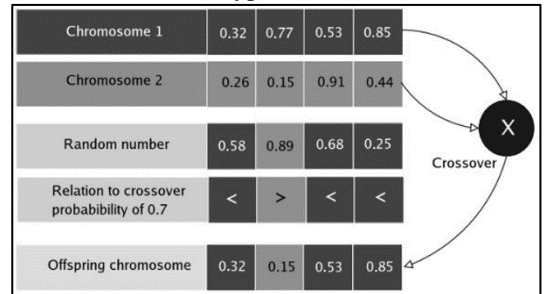 Chromosome 1 0.32 0.77 0.53 0.85
Chromosome 2 0.26 0.15 0.91 0.44
X
Random number 0.58 0.89 0.68 0.25
Crossover
Relation to crossover
probabibility of 0.7 < > < <
Offspring chromosome 0.32 0.15 0.53 0.85